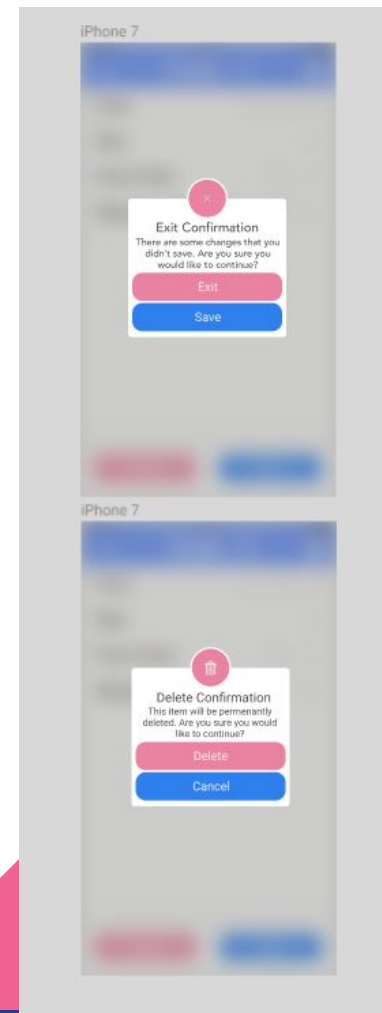 iPhone 7
Exit Confirmation
There are some changes that you
didn't save. Are you sure you
would like to continue?
Exit
Save
iPhone 7
Delete Confirmation
This item will be permenantly
deleted. Are you sure you would
like to continue?
Delete
Cancel